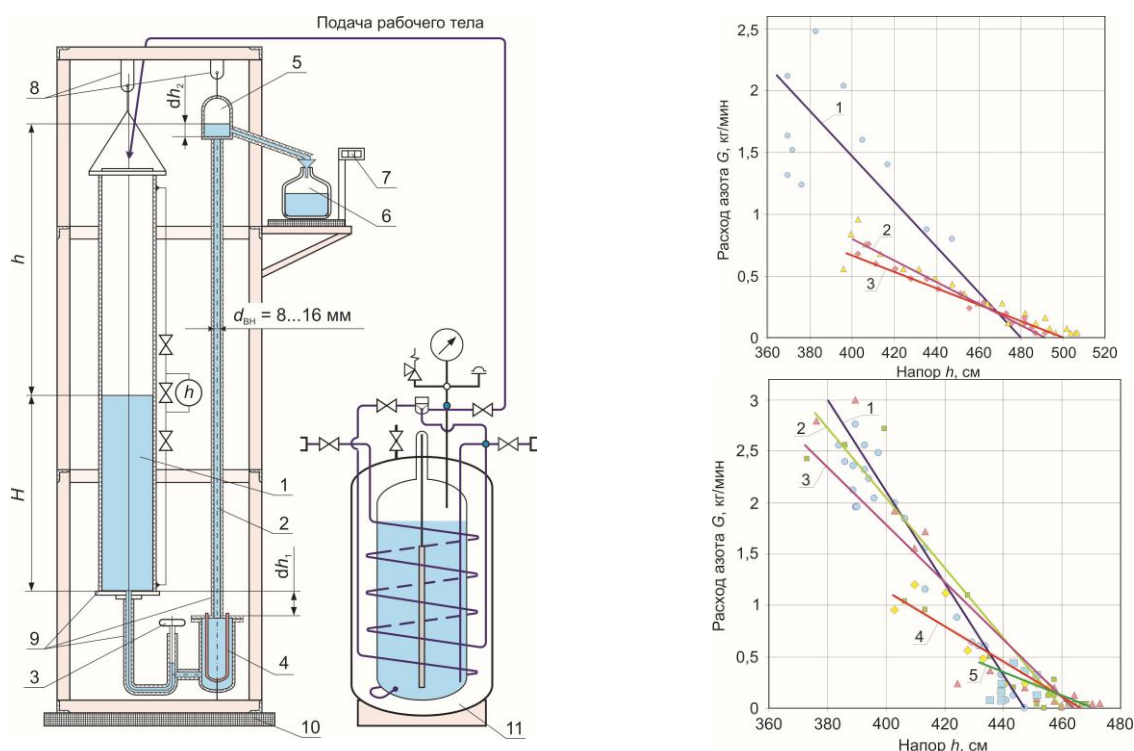 Подача рабочего тела
8
5
dh₂
7
6
h
dвн = 8...16 мм
h
1
H
2
dh₁
9
3
4
10
11
Расход азота G, кг/мин
2,5
2
1,5
1
0,5
0
1
2
3
360 400 420 440 460 480 500 520
Напор h, см
Расход азота G, кг/мин
3
2,5
2
1,5
1
0,5
0
1
2
3
4
5
360 380 400 420 440 460 480
Напор h, см